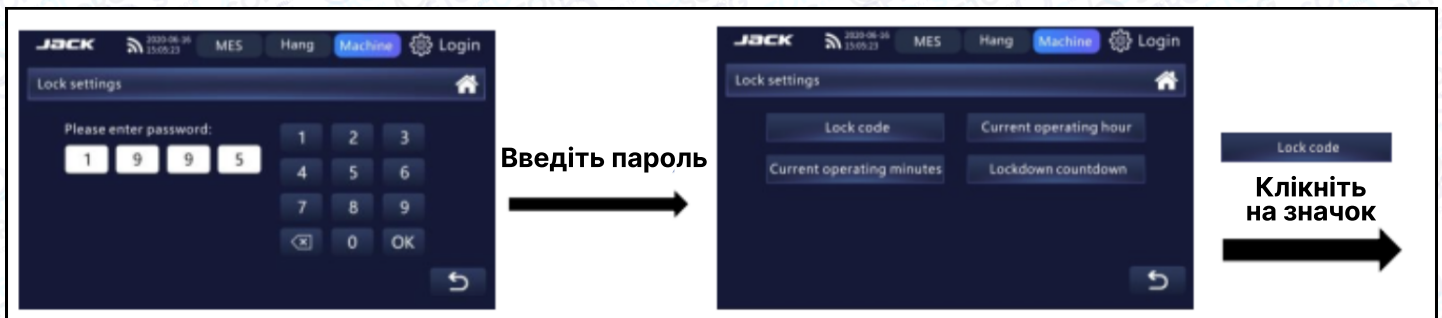 JACK 2020-06-16 15:05:23 MES Hang Machine Login
Lock settings
Please enter password:
1 9 9 5
1 2 3
4 5 6
7 8 9
0 OK
Введіть пароль
JACK 2020-06-16 15:05:23 MES Hang Machine Login
Lock settings
Lock code Current operating hour
Current operating minutes Lockdown countdown
Lock code
Клікніть
на значок